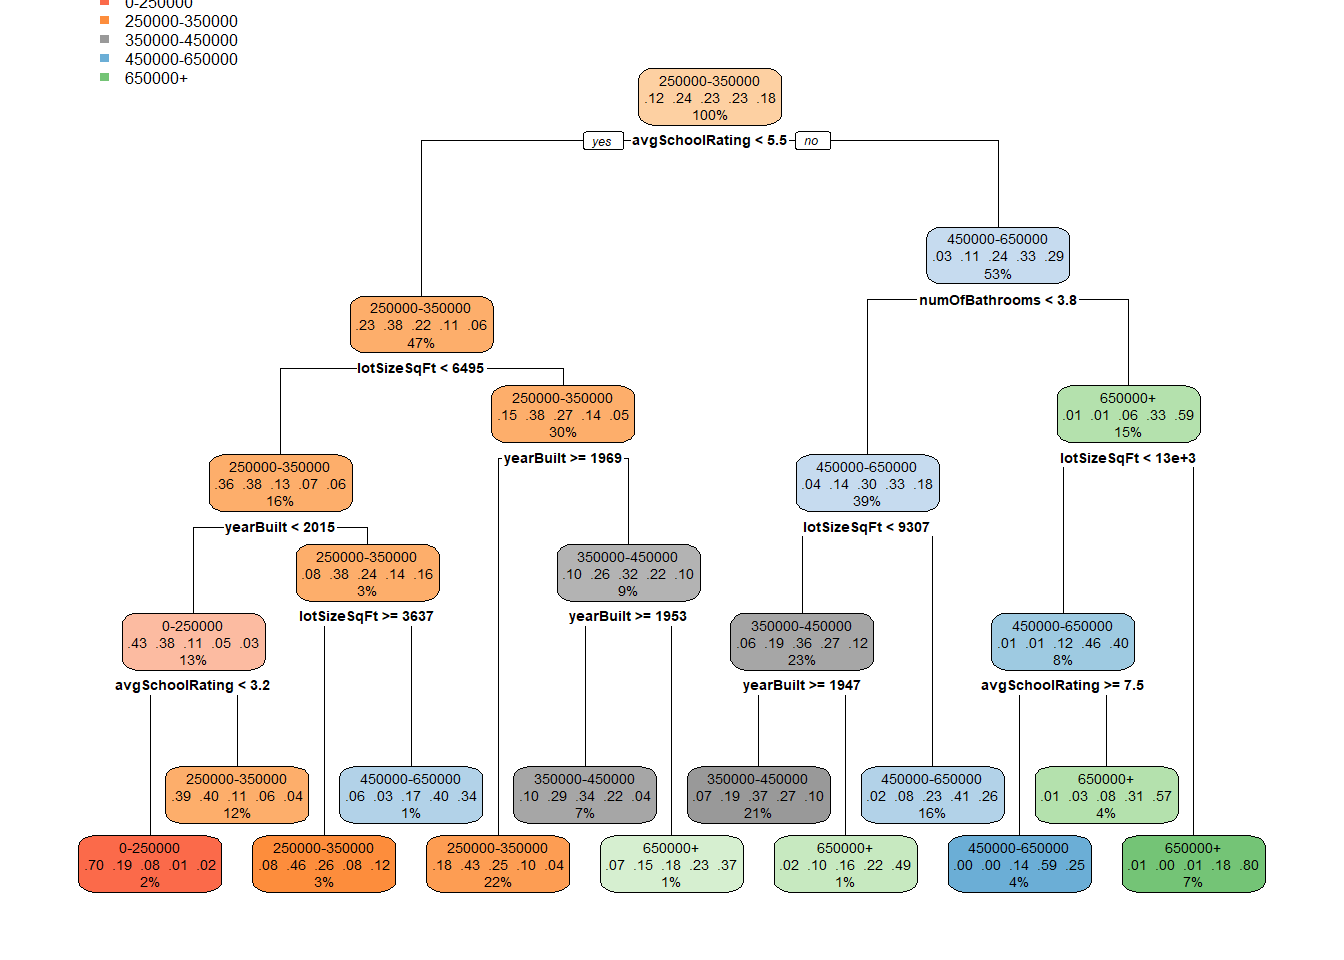 0-250000
250000-350000
350000-450000
450000-650000
650000+
250000-350000
.12 .24 .23 .23 .18
100%
yes avgSchoolRating < 5.5 no
450000-650000
.03 .11 .24 .33 .29
53%
numOfBathrooms < 3.8
250000-350000
.23 .38 .22 .11 .06
47%
lotSizeSqFt < 6495
250000-350000
.15 .38 .27 .14 .05
30%
yearBuilt >= 1969
650000+
.01 .01 .06 .33 .59
15%
lotSizeSqFt < 13e+3
250000-350000
.36 .38 .13 .07 .06
16%
yearBuilt < 2015
450000-650000
.04 .14 .30 .33 .18
39%
lotSizeSqFt < 9307
250000-350000
.08 .38 .24 .14 .16
3%
lotSizeSqFt >= 3637
350000-450000
.10 .26 .32 .22 .10
9%
yearBuilt >= 1953
0-250000
.43 .38 .11 .05 .03
13%
avgSchoolRating < 3.2
350000-450000
.06 .19 .36 .27 .12
23%
yearBuilt >= 1947
450000-650000
.01 .01 .12 .46 .40
8%
avgSchoolRating >= 7.5
250000-350000
.39 .40 .11 .06 .04
12%
450000-650000
.06 .03 .17 .40 .34
1%
350000-450000
.10 .29 .34 .22 .04
7%
350000-450000
.07 .19 .37 .27 .10
21%
450000-650000
.02 .08 .23 .41 .26
16%
650000+
.01 .03 .08 .31 .57
4%
0-250000
.70 .19 .08 .01 .02
2%
250000-350000
.08 .46 .26 .08 .12
3%
250000-350000
.18 .43 .25 .10 .04
22%
650000+
.07 .15 .18 .23 .37
1%
650000+
.02 .10 .16 .22 .49
1%
450000-650000
.00 .00 .14 .59 .25
4%
650000+
.01 .00 .01 .18 .80
7%